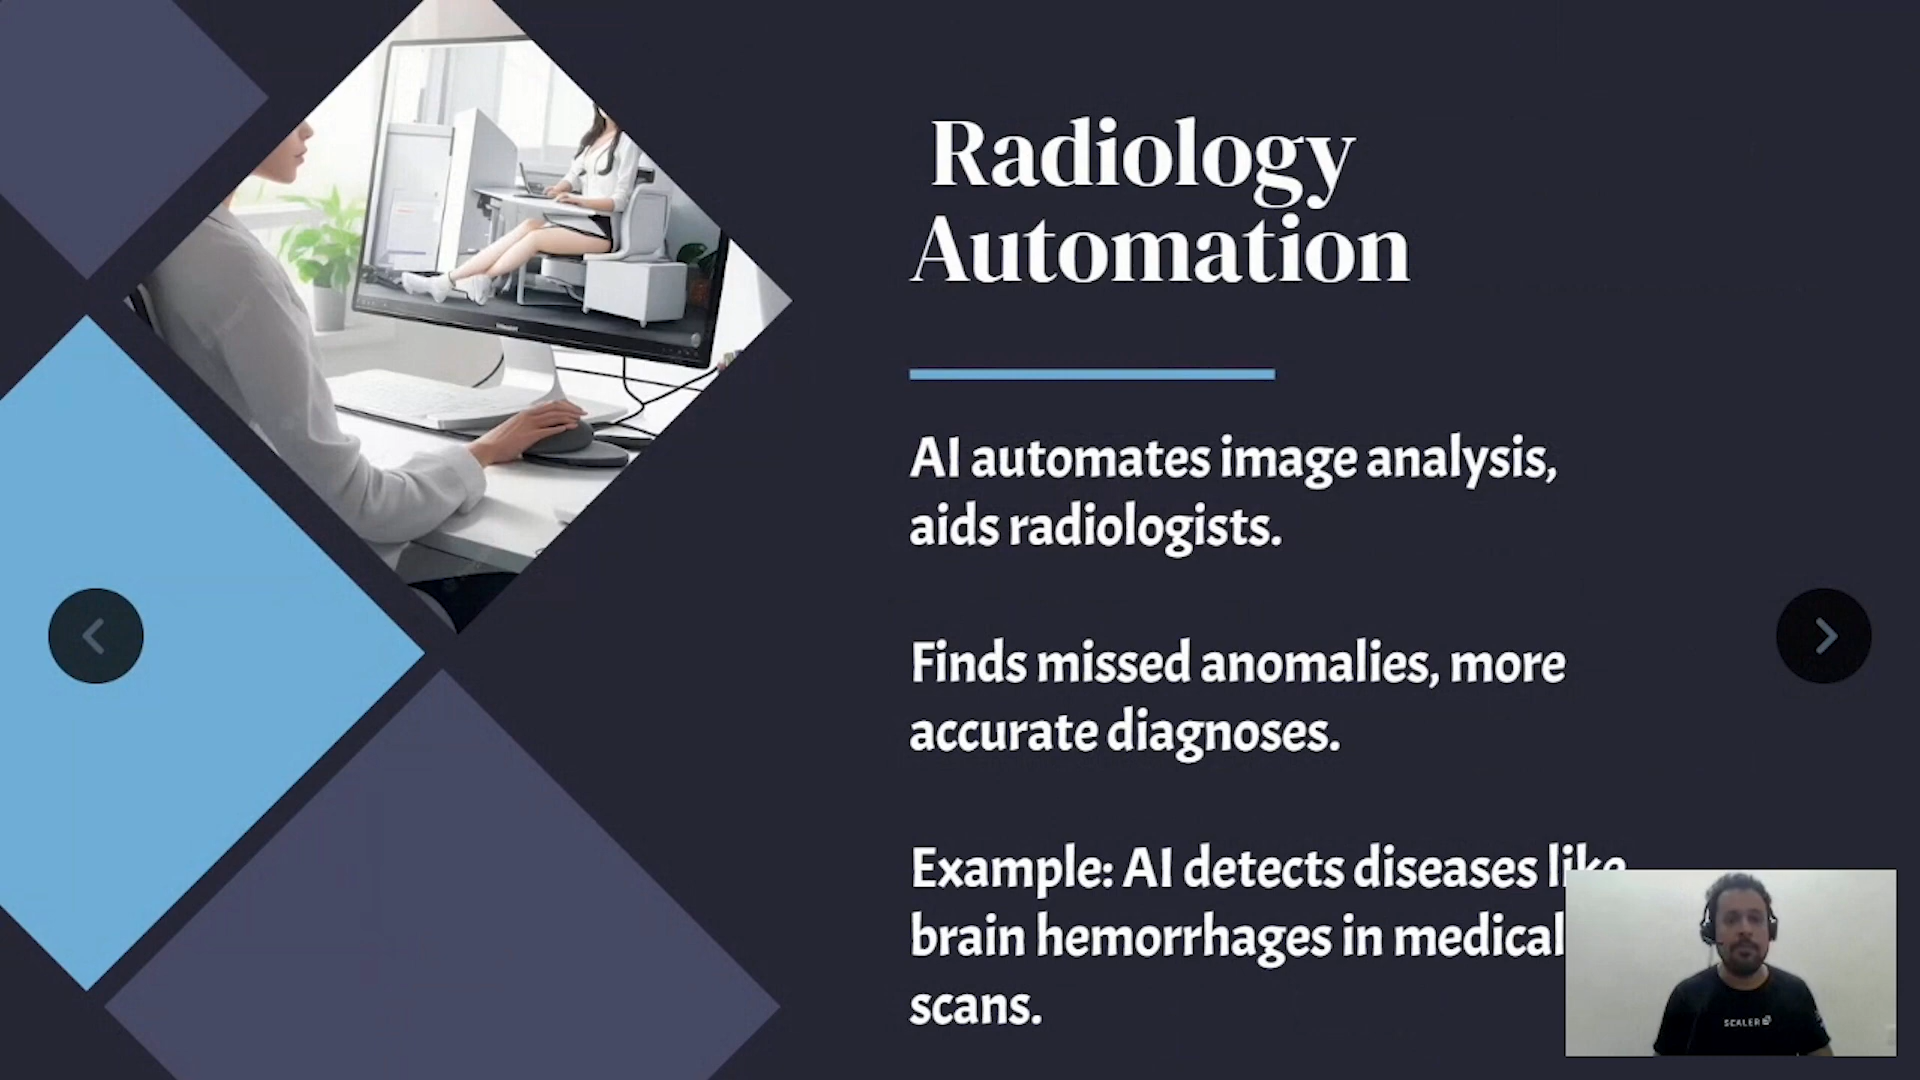 Radiology
Automation
AI automates image analysis,
aids radiologists.
Finds missed anomalies, more
accurate diagnoses.
Example: AI detects diseases like
brain hemorrhages in medical
scans.
SCALER